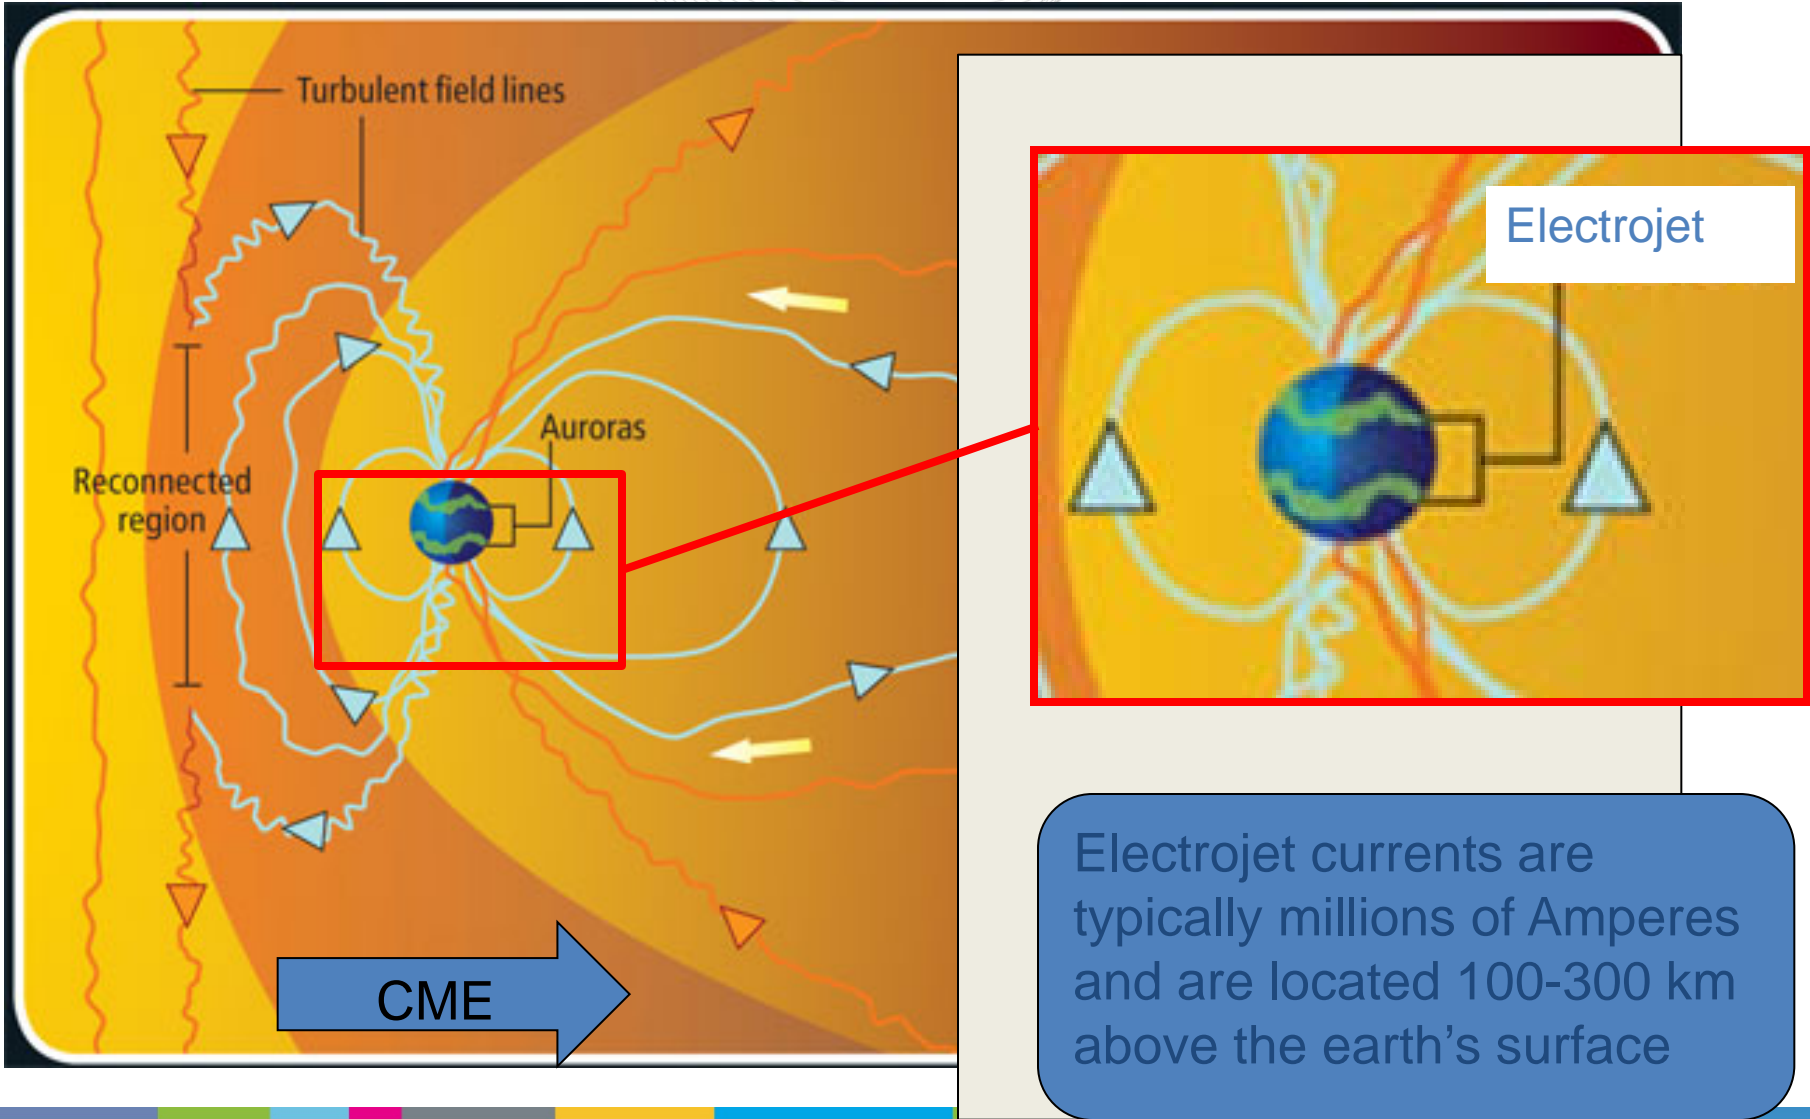 Turbulent field lines
Electrojet
Auroras
Reconnected
region
CME
Electrojet currents are
typically millions of Amperes
and are located 100-300 km
above the earth’s surface